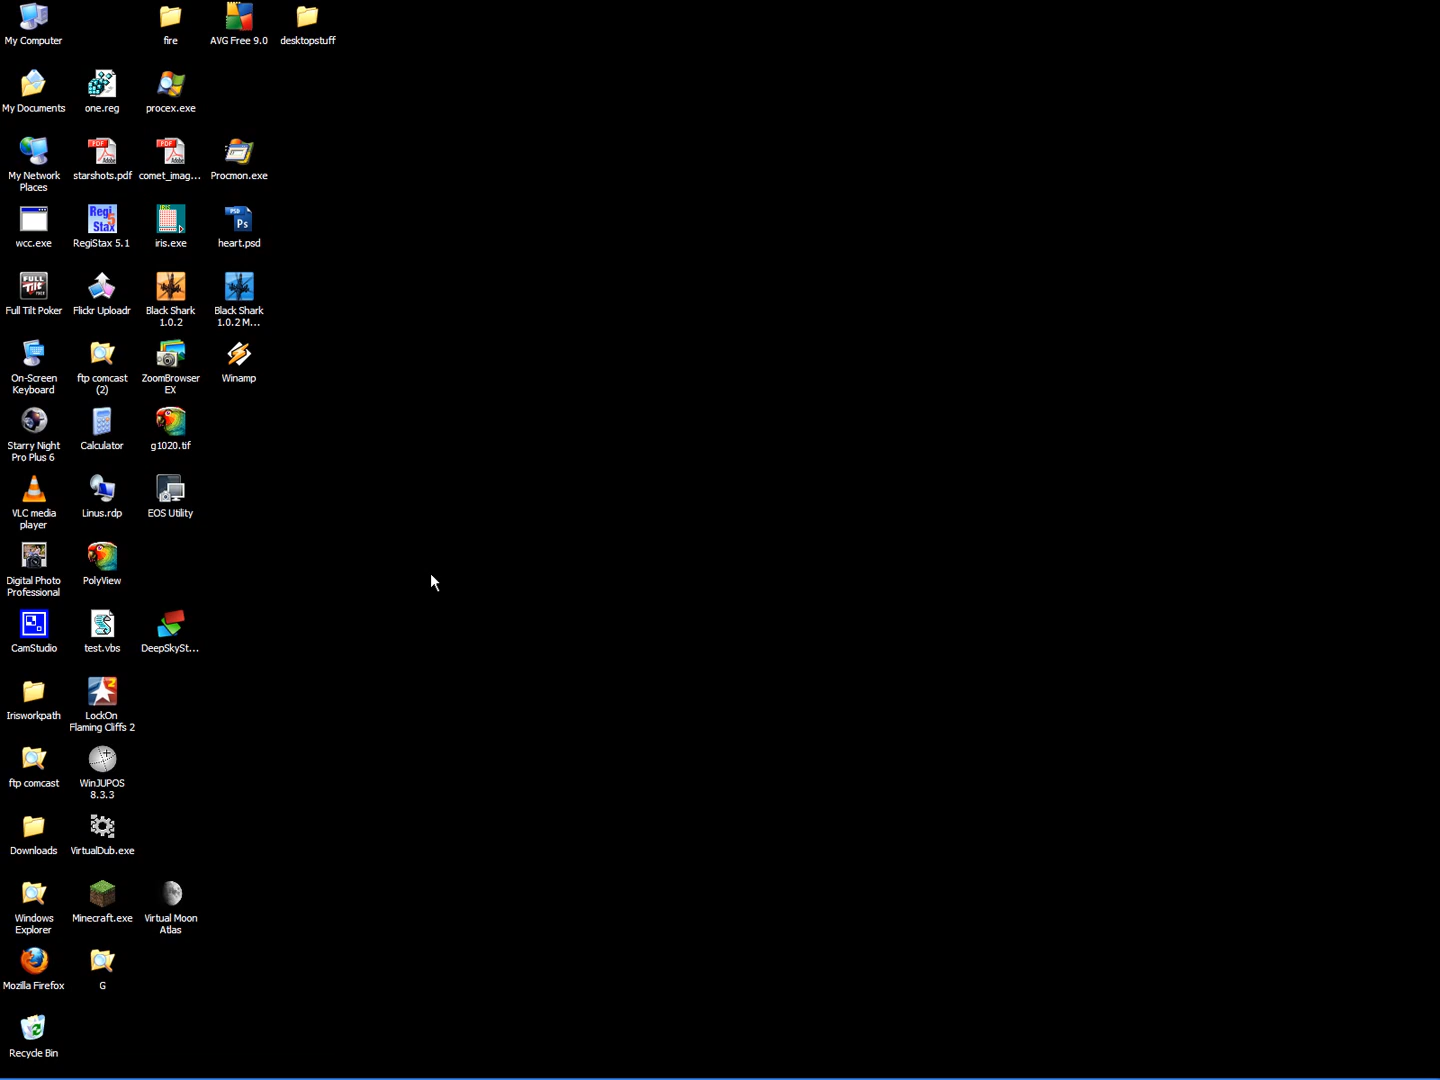 My Computer
fire
AVG Free 9.0
desktopstuff
My Documents
one.reg
procex.exe
My Network
Places
starshots.pdf
comet_imag...
Procmon.exe
wcc.exe
RegiStax 5.1
iris.exe
heart.psd
Full Tilt Poker
Flickr Uploadr
Black Shark
1.0.2
Black Shark
1.0.2 M...
On-Screen
Keyboard
ftp comcast
(2)
ZoomBrowser
EX
Winamp
Starry Night
Pro Plus 6
Calculator
g1020.tif
VLC media
player
Linus.rdp
EOS Utility
Digital Photo
Professional
PolyView
CamStudio
test.vbs
DeepSkySt...
Irisworkpath
LockOn
Flaming Cliffs 2
ftp comcast
WinJUPOS
8.3.3
Downloads
VirtualDub.exe
Windows
Explorer
Minecraft.exe
Virtual Moon
Atlas
Mozilla Firefox
G
Recycle Bin